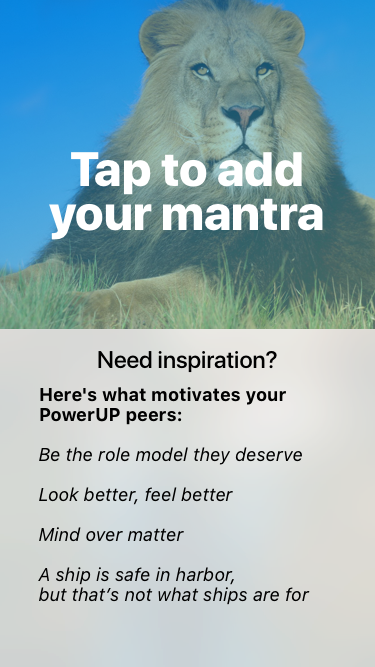 Tap to add
your mantra
Need inspiration?
Here's what motivates your
PowerUP peers:
Be the role model they deserve
Look better, feel better
Mind over matter
A ship is safe in harbor,
but that’s not what ships are for